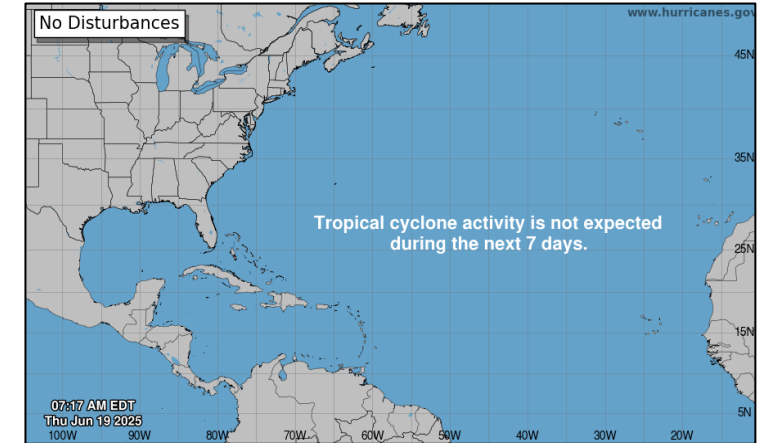 No Disturbances
www.hurricanes.gov
45N
35N
Tropical cyclone activity is not expected
during the next 7 days.
25N
15N
07:17 AM EDT
Thu Jun 19 2025
5N
100W 90W 80W 70W 60W 50W 40W 30W 20W